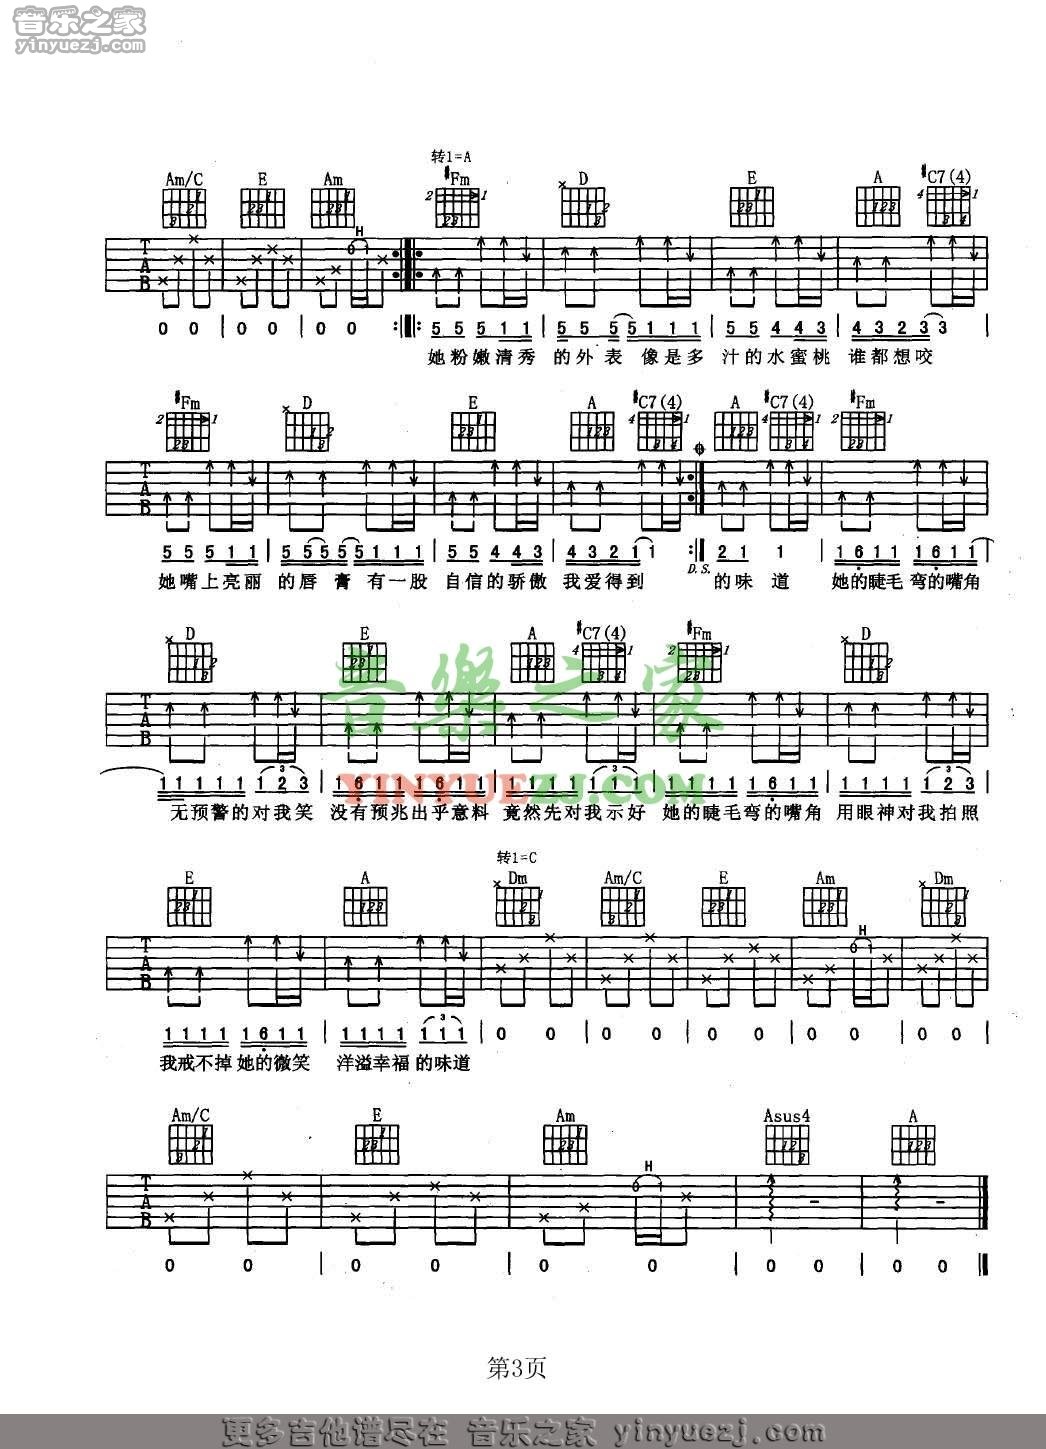 音乐之家
yinyuezj.com
转1=A
Am/C E Am #Fm D E A #C7(4)
H
T A B
0 0 | 0 0 | 0 0 :||: 5 5 5 1 1 | 5 5 5 5 1 1 1 | 5 5 4 4 3 4 3 2 3 3 |
她粉嫩清秀 的外表 像是多 汁的水蜜桃 谁都想咬
#Fm D E A #C7(4) A #C7(4) #Fm
T A B
5 5 5 1 1 | 5 5 5 5 5 1 1 1 | 5 5 4 4 3 4 3 2 1 1 :|| 2 1 1 | 1 6 1 1 1 6 1 1
D.S.
她嘴上亮丽 的唇 膏 有一股 自信的骄傲 我爱得到 的味 道 她的睫毛 弯的嘴角
D E A #C7(4) #Fm D
音樂之家
T A B
YINYUEZJ.COM
1 1 1 1 1 1 2 3 | 1 6 1 1 1 6 1 1 | 1 1 1 1 1 1 1 | 1 6 1 1 1 6 1 1 | 1 1 1 1 1 2 3
无预警的对我笑 没有预兆出乎意料 竟然先对我示好 她的睫毛弯的嘴角 用眼神对我拍照
转1=C
E A Dm Am/C E Am Dm
H
T A B
1 1 1 1 1 6 1 1 | 1 1 1 1 1 1 1 | 0 0 | 0 0 | 0 0 | 0 0 | 0 0 |
我戒不掉 她的微笑 洋溢幸福 的味道
Am/C E Am Asus4 A
H
T A B
0 0 | 0 0 | 0 0 | 0 0 | 0 0 ||
第3页
更多吉他谱尽在 音乐之家 yinyuezj.com